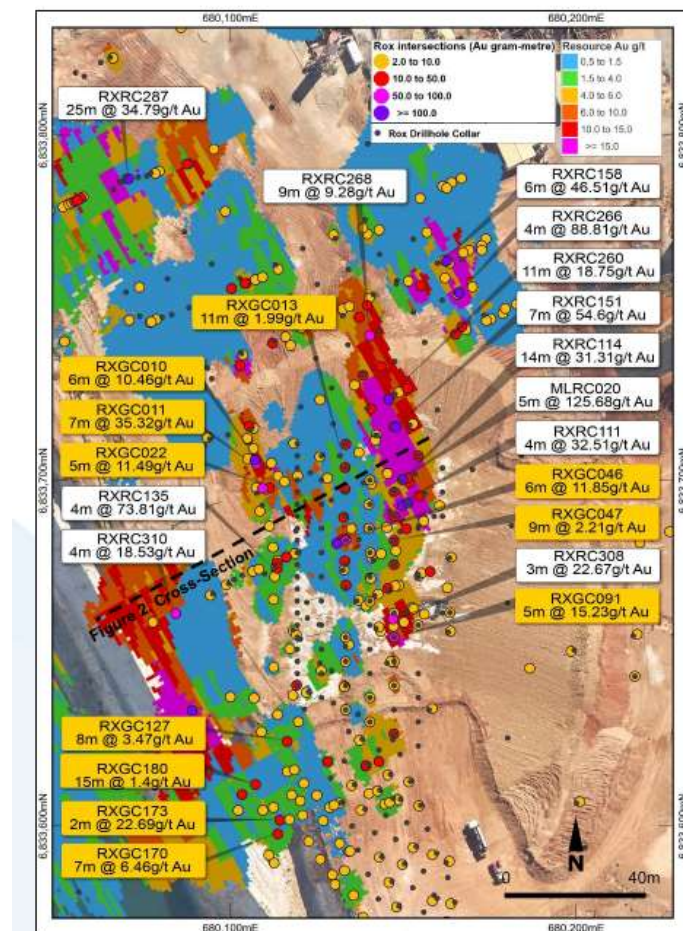 680,100mE
680,200mE
Rox intersections (Au gram-metre)
2.0 to 10.0
10.0 to 50.0
50.0 to 100.0
>= 100.0
Rox Drillhole Collar
Resource Au g/t
0.5 to 1.5
1.5 to 4.0
4.0 to 6.0
6.0 to 10.0
10.0 to 15.0
>= 15.0
6,833,800mN
6,833,800mN
RXRC287
25m @ 34.79g/t Au
RXRC268
9m @ 9.28g/t Au
RXRC158
6m @ 46.51g/t Au
RXRC266
4m @ 88.81g/t Au
RXRC260
11m @ 18.75g/t Au
RXRC151
7m @ 54.6g/t Au
RXRC114
14m @ 31.31g/t Au
MLRC020
5m @ 125.68g/t Au
RXRC111
4m @ 32.51g/t Au
RXGC046
6m @ 11.85g/t Au
RXGC047
9m @ 2.21g/t Au
RXRC308
3m @ 22.67g/t Au
RXGC091
5m @ 15.23g/t Au
RXGC013
11m @ 1.99g/t Au
RXGC010
6m @ 10.46g/t Au
RXGC011
7m @ 35.32g/t Au
RXGC022
5m @ 11.49g/t Au
RXRC135
4m @ 73.81g/t Au
RXRC310
4m @ 18.53g/t Au
6,833,700mN
6,833,700mN
Figure 2. Cross-Section
RXGC127
8m @ 3.47g/t Au
RXGC180
15m @ 1.4g/t Au
RXGC173
2m @ 22.69g/t Au
RXGC170
7m @ 6.46g/t Au
6,833,600mN
6,833,600mN
N
0
40m
680,100mE
680,200mE